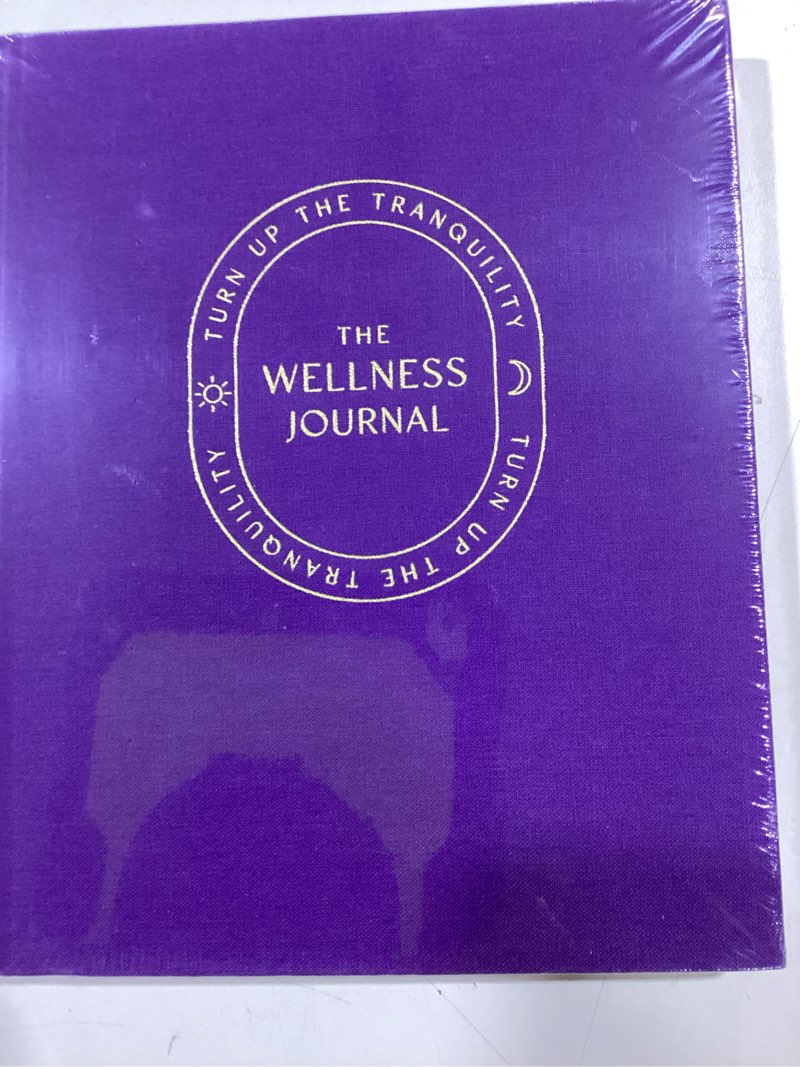 TURN UP THE TRANQUILITY
THE
WELLNESS
JOURNAL
TURN UP THE TRANQUILITY